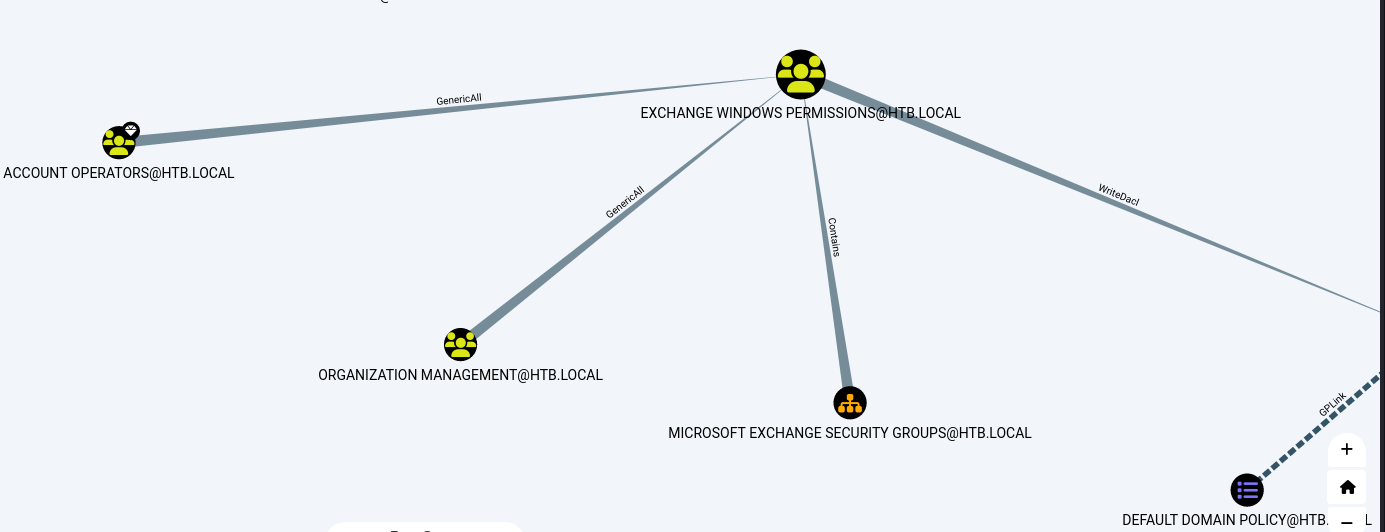 EXCHANGE WINDOWS PERMISSIONS@HTB.LOCAL
GenericAll
ACCOUNT OPERATORS@HTB.LOCAL
GenericAll
WriteDacl
Contains
ORGANIZATION MANAGEMENT@HTB.LOCAL
MICROSOFT EXCHANGE SECURITY GROUPS@HTB.LOCAL
GPLink
+
DEFAULT DOMAIN POLICY@HTB. L
−